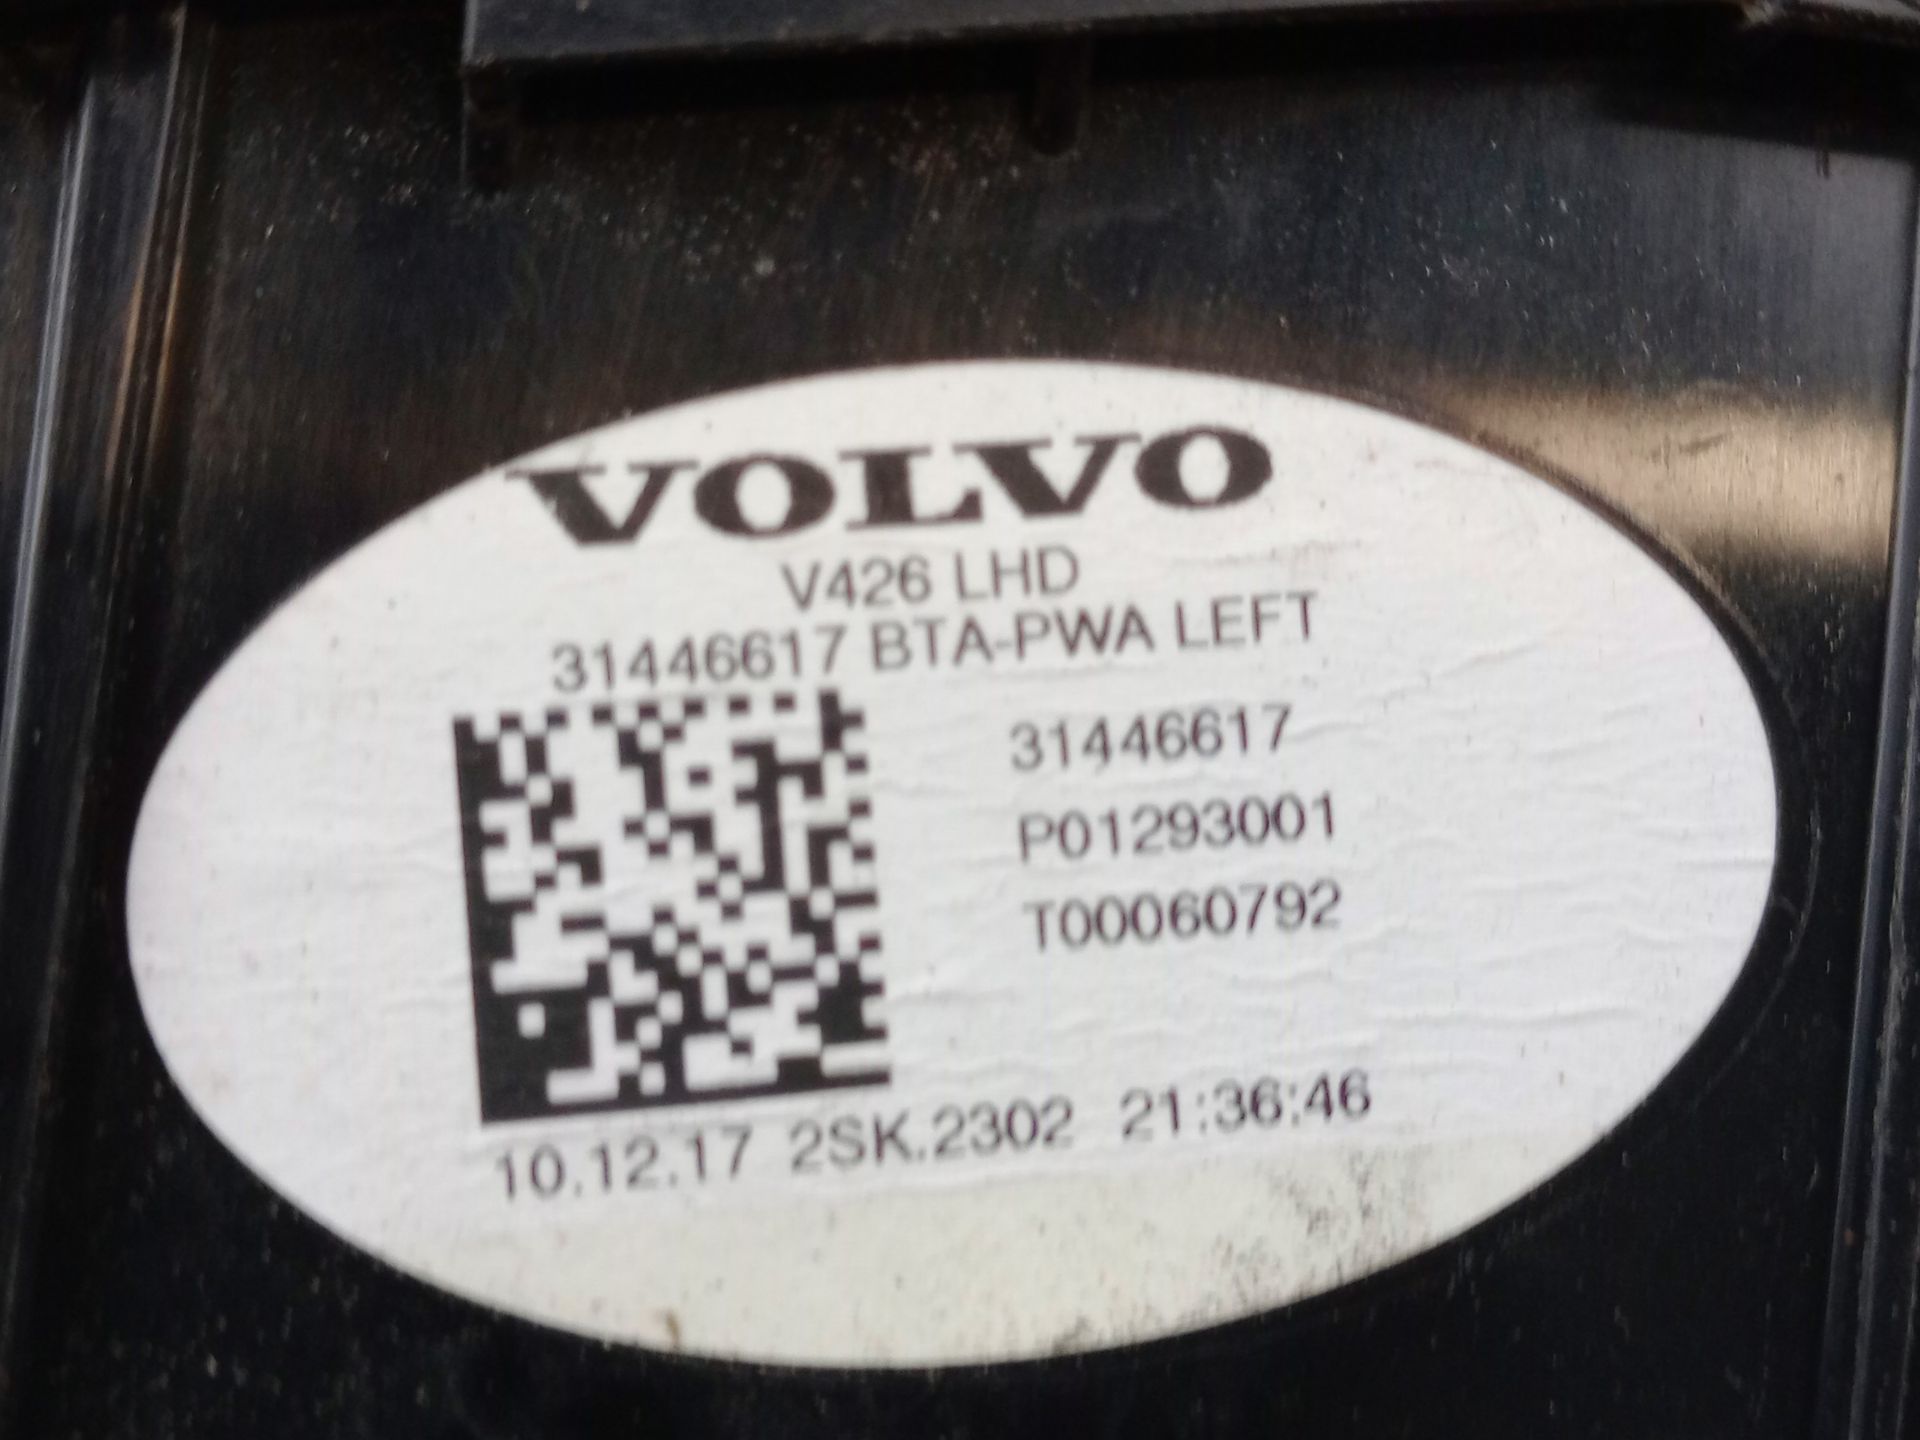 VOLVO
V426 LHD
31446617 BTA-PWA LEFT
31446617
P01293001
T00060792
10.12.17 2SK.2302 21:36:46